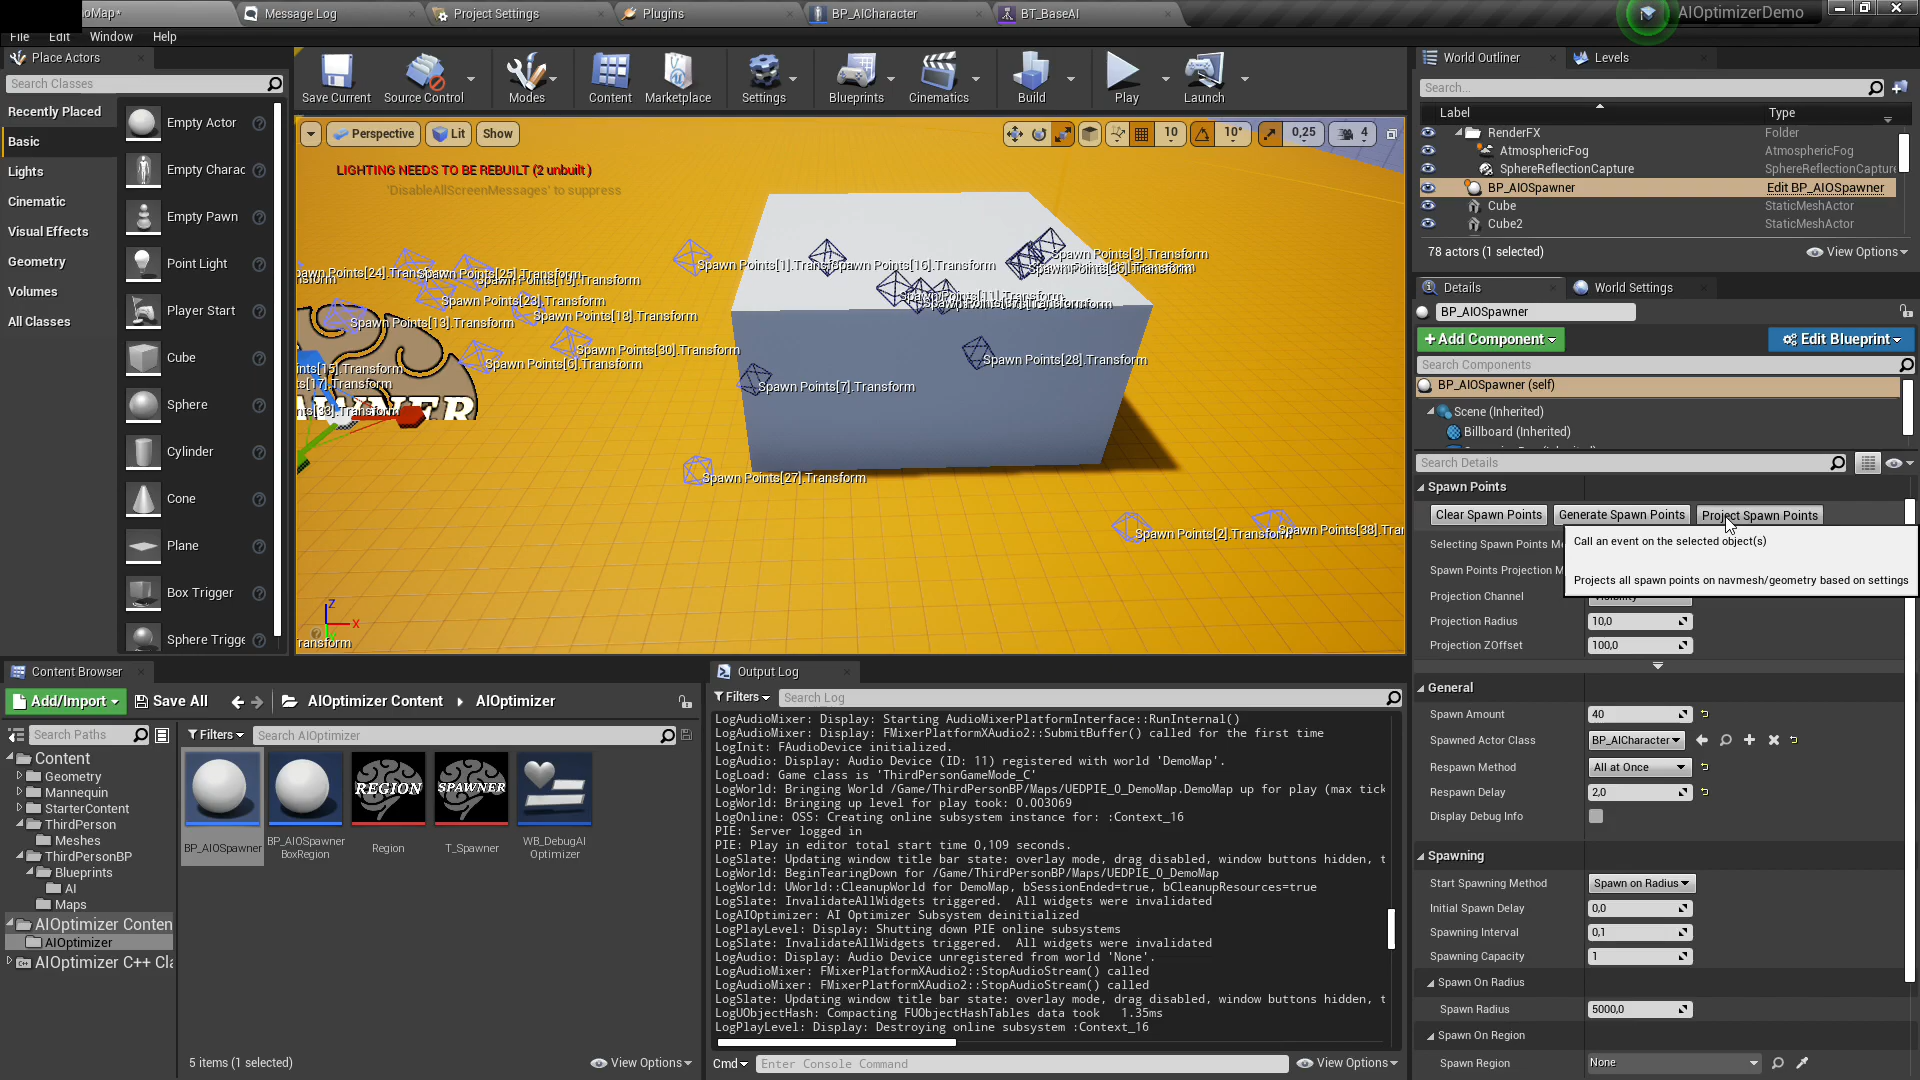 oMap*
Message Log
Project Settings
Plugins
BP_AICharacter
BT_BaseAI
AIOptimizerDemo
File
Edit
Window
Help
Place Actors
Search Classes
Recently Placed
Basic
Lights
Cinematic
Visual Effects
Geometry
Volumes
All Classes
Empty Actor
Empty Charac
Empty Pawn
Point Light
Player Start
Cube
Sphere
Cylinder
Cone
Plane
Box Trigger
Sphere Trigge
Save Current
Source Control
Modes
Content
Marketplace
Settings
Blueprints
Cinematics
Build
Play
Launch
Perspective
Lit
Show
10
10°
0,25
4
LIGHTING NEEDS TO BE REBUILT (2 unbuilt)
'DisableAllScreenMessages' to suppress
Spawn Points[3].Transform
Spawn Points[1].Transf
Spawn Points[16].Transform
Spawn Points[25].Transform
Spawn Points[23].Transform
Spawn Points[13].Transform
Spawn Points[18].Transform
Spawn Points[30].Transform
Spawn Points[6].Transform
Spawn Points[28].Transform
Spawn Points[7].Transform
Spawn Points[27].Transform
Spawn Points[2].Transform
Spawn Points[38].Tran
nts[15].Transform
ts[17].Transform
ransform
World Outliner
Levels
Search...
Label
Type
RenderFX
Folder
AtmosphericFog
AtmosphericFog
SphereReflectionCapture
SphereReflectionCapture
BP_AIOSpawner
Edit BP_AIOSpawner
Cube
StaticMeshActor
Cube2
StaticMeshActor
78 actors (1 selected)
View Options
Details
World Settings
BP_AIOSpawner
Add Component
Edit Blueprint
Search Components
BP_AIOSpawner (self)
Scene (Inherited)
Billboard (Inherited)
Search Details
Spawn Points
Clear Spawn Points
Generate Spawn Points
Project Spawn Points
Selecting Spawn Points M
Spawn Points Projection M
Call an event on the selected object(s)
Projects all spawn points on navmesh/geometry based on settings
Projection Channel
Visibility
Projection Radius
10,0
Projection ZOffset
100,0
General
Spawn Amount
40
Spawned Actor Class
BP_AICharacter
Respawn Method
All at Once
Respawn Delay
2,0
Display Debug Info
Spawning
Start Spawning Method
Spawn on Radius
Initial Spawn Delay
0,0
Spawning Interval
0,1
Spawning Capacity
1
Spawn On Radius
Spawn Radius
5000,0
Spawn On Region
Spawn Region
None
Content Browser
Add/Import
Save All
AIOptimizer Content
AIOptimizer
Search Paths
Filters
Search AIOptimizer
Content
Geometry
Mannequin
StarterContent
ThirdPerson
Meshes
ThirdPersonBP
Blueprints
AI
Maps
AIOptimizer Conten
AIOptimizer
AIOptimizer C++ Cla
REGION
SPAWNER
BP_AIOSpawner
BP_AIOSpawner
BoxRegion
Region
T_Spawner
WB_DebugAI
Optimizer
5 items (1 selected)
View Options
Output Log
Filters
Search Log
LogAudioMixer: Display: Starting AudioMixerPlatformInterface::RunInternal()
LogAudioMixer: Display: FMixerPlatformXAudio2::SubmitBuffer() called for the first time
LogInit: FAudioDevice initialized.
LogAudio: Display: Audio Device (ID: 11) registered with world 'DemoMap'.
LogLoad: Game class is 'ThirdPersonGameMode_C'
LogWorld: Bringing World /Game/ThirdPersonBP/Maps/UEDPIE_0_DemoMap.DemoMap up for play (max tick
LogWorld: Bringing up level for play took: 0.003069
LogOnline: OSS: Creating online subsystem instance for: :Context_16
PIE: Server logged in
PIE: Play in editor total start time 0,109 seconds.
LogSlate: Updating window title bar state: overlay mode, drag disabled, window buttons hidden, t
LogWorld: BeginTearingDown for /Game/ThirdPersonBP/Maps/UEDPIE_0_DemoMap
LogWorld: UWorld::CleanupWorld for DemoMap, bSessionEnded=true, bCleanupResources=true
LogSlate: InvalidateAllWidgets triggered.  All widgets were invalidated
LogAIOptimizer: AI Optimizer Subsystem deinitialized
LogPlayLevel: Display: Shutting down PIE online subsystems
LogSlate: InvalidateAllWidgets triggered.  All widgets were invalidated
LogAudio: Display: Audio Device unregistered from world 'None'.
LogAudioMixer: FMixerPlatformXAudio2::StopAudioStream() called
LogAudioMixer: FMixerPlatformXAudio2::StopAudioStream() called
LogSlate: Updating window title bar state: overlay mode, drag disabled, window buttons hidden, t
LogUObjectHash: Compacting FUObjectHashTables data took   1.35ms
LogPlayLevel: Display: Destroying online subsystem :Context_16
Cmd
Enter Console Command
View Options